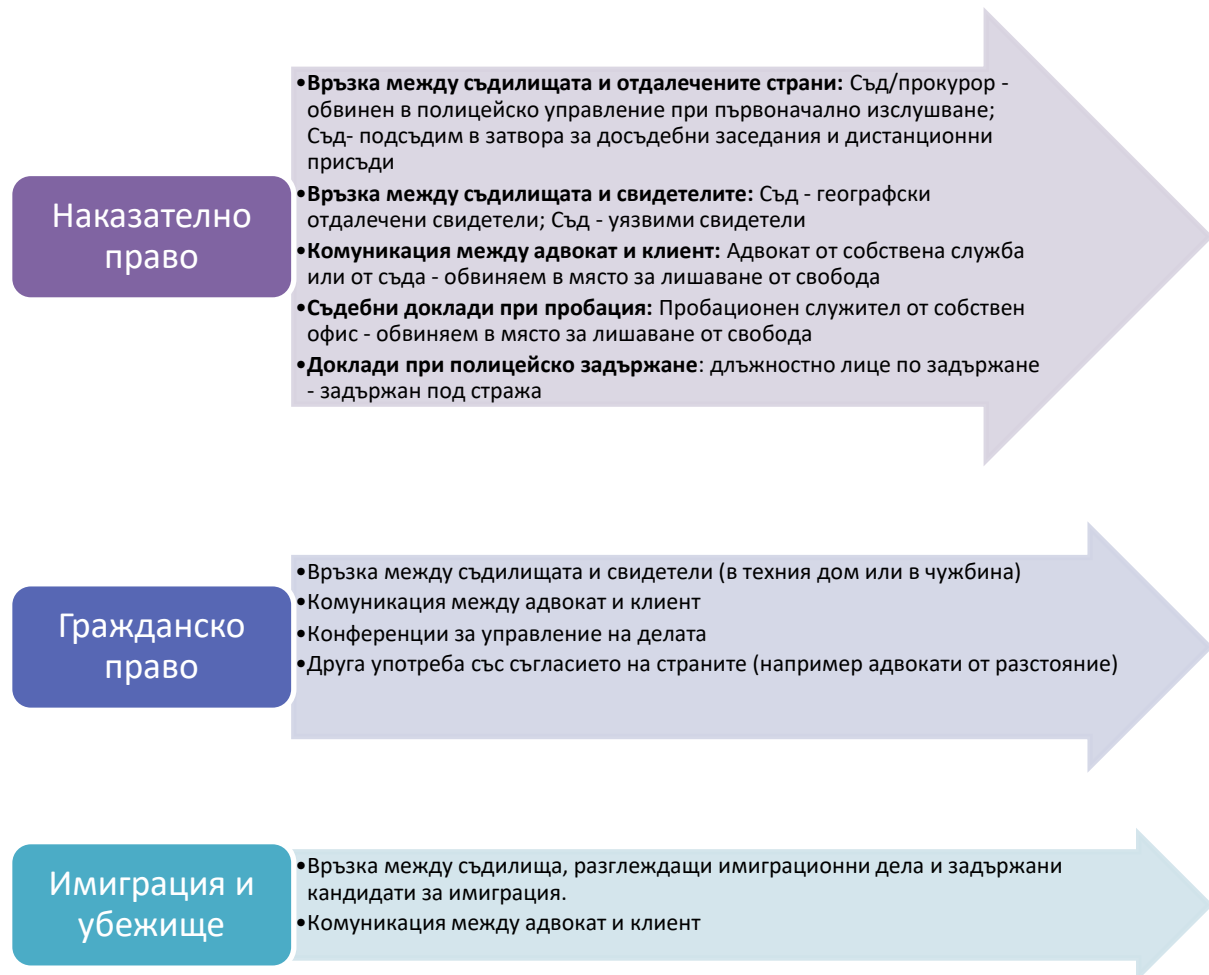 Наказателно
право
•Връзка между съдилищата и отдалечените страни: Съд/прокурор -
обвинен в полицейско управление при първоначално изслушване;
Съд- подсъдим в затвора за досъдебни заседания и дистанционни
присъди
•Връзка между съдилищата и свидетелите: Съд - географски
отдалечени свидетели; Съд - уязвими свидетели
•Комуникация между адвокат и клиент: Адвокат от собствена служба
или от съда - обвиняем в място за лишаване от свобода
•Съдебни доклади при пробация: Пробационен служител от собствен
офис - обвиняем в място за лишаване от свобода
•Доклади при полицейско задържане: длъжностно лице по задържане
- задържан под стража
Гражданско
право
•Връзка между съдилищата и свидетели (в техния дом или в чужбина)
•Комуникация между адвокат и клиент
•Конференции за управление на делата
•Друга употреба със съгласието на страните (например адвокати от разстояние)
Имиграция и
убежище
•Връзка между съдилища, разглеждащи имиграционни дела и задържани
кандидати за имиграция.
•Комуникация между адвокат и клиент